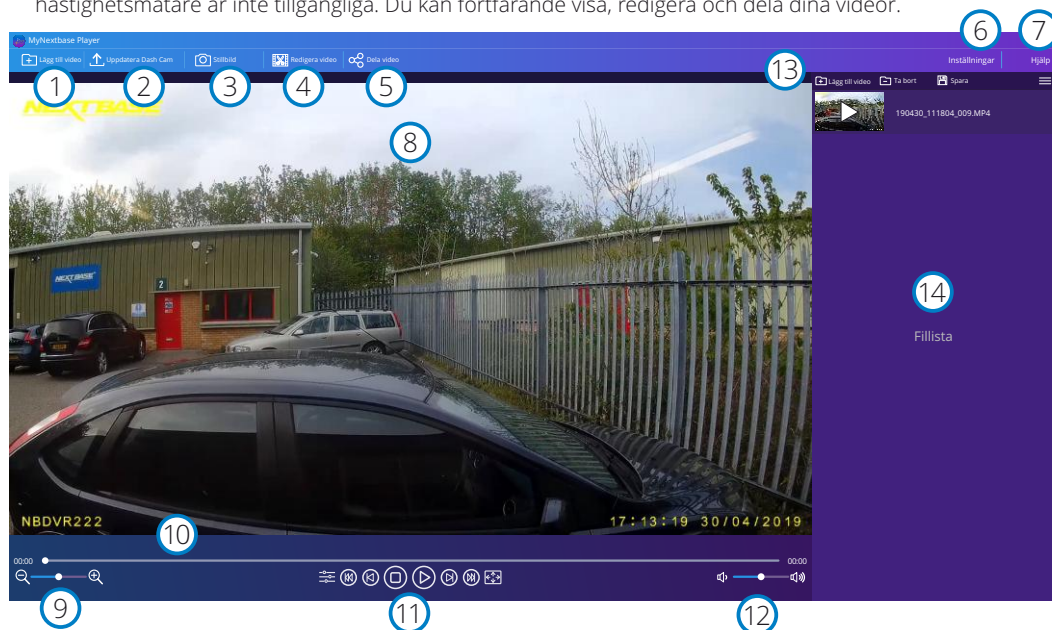 hastighetsmätare är inte tillgängliga. Du kan fortfarande visa, redigera och dela dina videor.
6
7
MyNextbase Player
Lägg till video
Uppdatera Dash Cam
Stillbild
Redigera video
Dela video
Inställningar
Hjälp
1
2
3
4
5
13
Lägg till video
Ta bort
Spara
NEXTBASE
190430_111804_009.MP4
8
NEXTBASE
2
14
Fillista
NBDVR222
17:13:19 30/04/2019
10
00:00
00:00
9
11
12